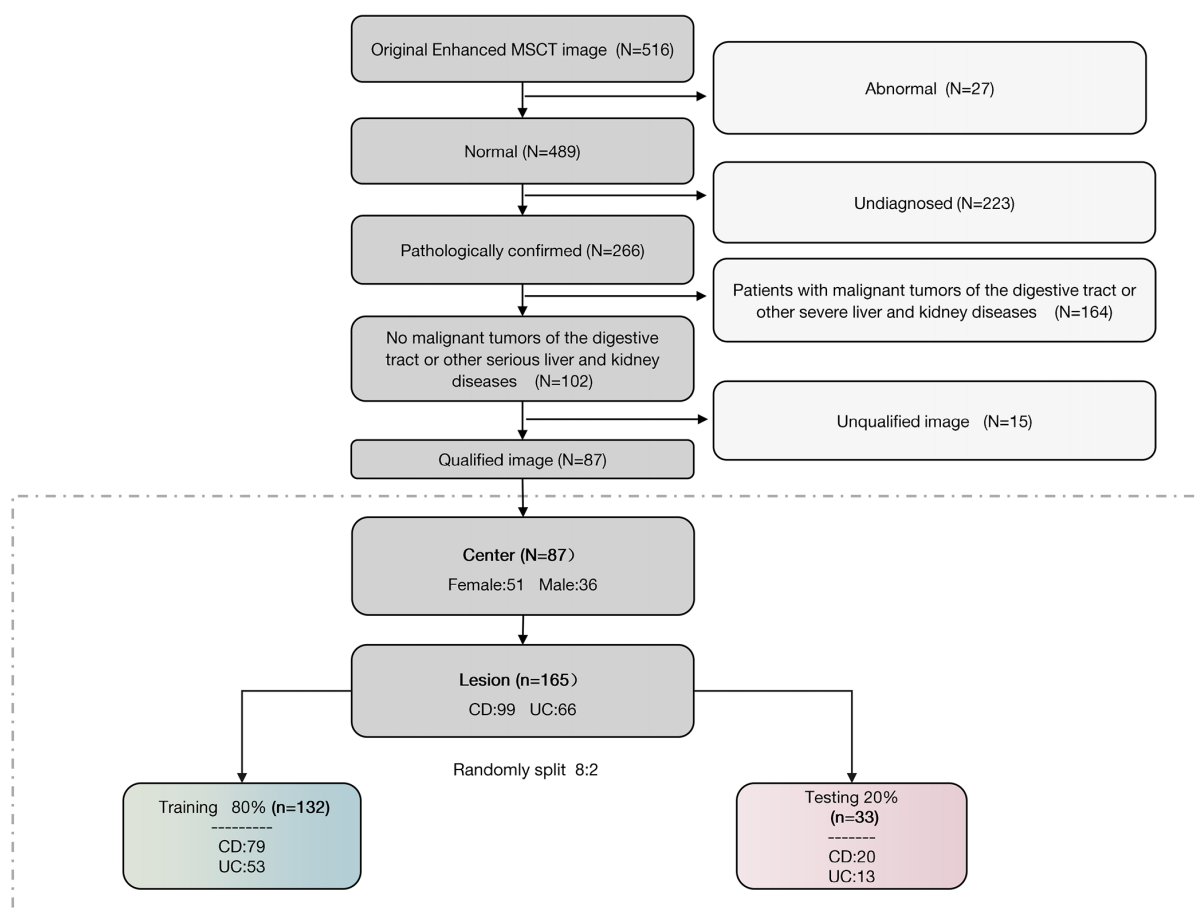 Original Enhanced MSCT image (N=516)
Abnormal (N=27)
Normal (N=489)
Undiagnosed (N=223)
Pathologically confirmed (N=266)
Patients with malignant tumors of the digestive tract or
other severe liver and kidney diseases (N=164)
No malignant tumors of the digestive
tract or other serious liver and kidney
diseases (N=102)
Unqualified image (N=15)
Qualified image (N=87)
Center (N=87）
Female:51 Male:36
Lesion (n=165）
CD:99 UC:66
Randomly split 8:2
Training 80% (n=132)
---------
CD:79
UC:53
Testing 20%
(n=33)
-------
CD:20
UC:13